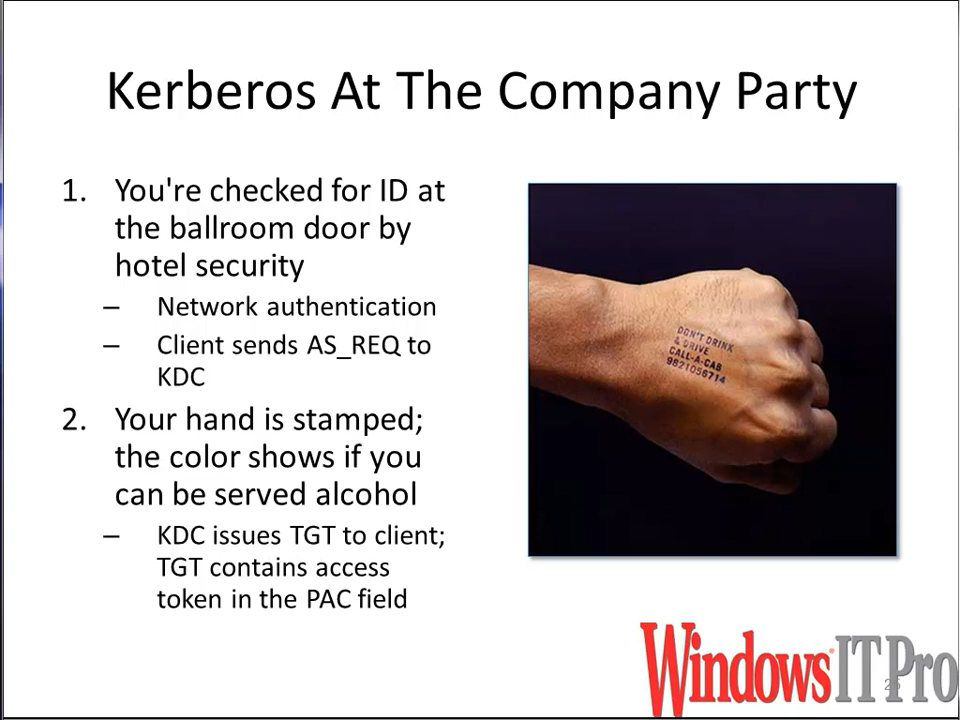 Kerberos At The Company Party
1. You're checked for ID at
the ballroom door by
hotel security
– Network authentication
– Client sends AS_REQ to
KDC
2. Your hand is stamped;
the color shows if you
can be served alcohol
– KDC issues TGT to client;
TGT contains access
token in the PAC field
DON'T DRINK
& DRIVE
CALL-A-CAB
9821056714
Windows IT Pro
25